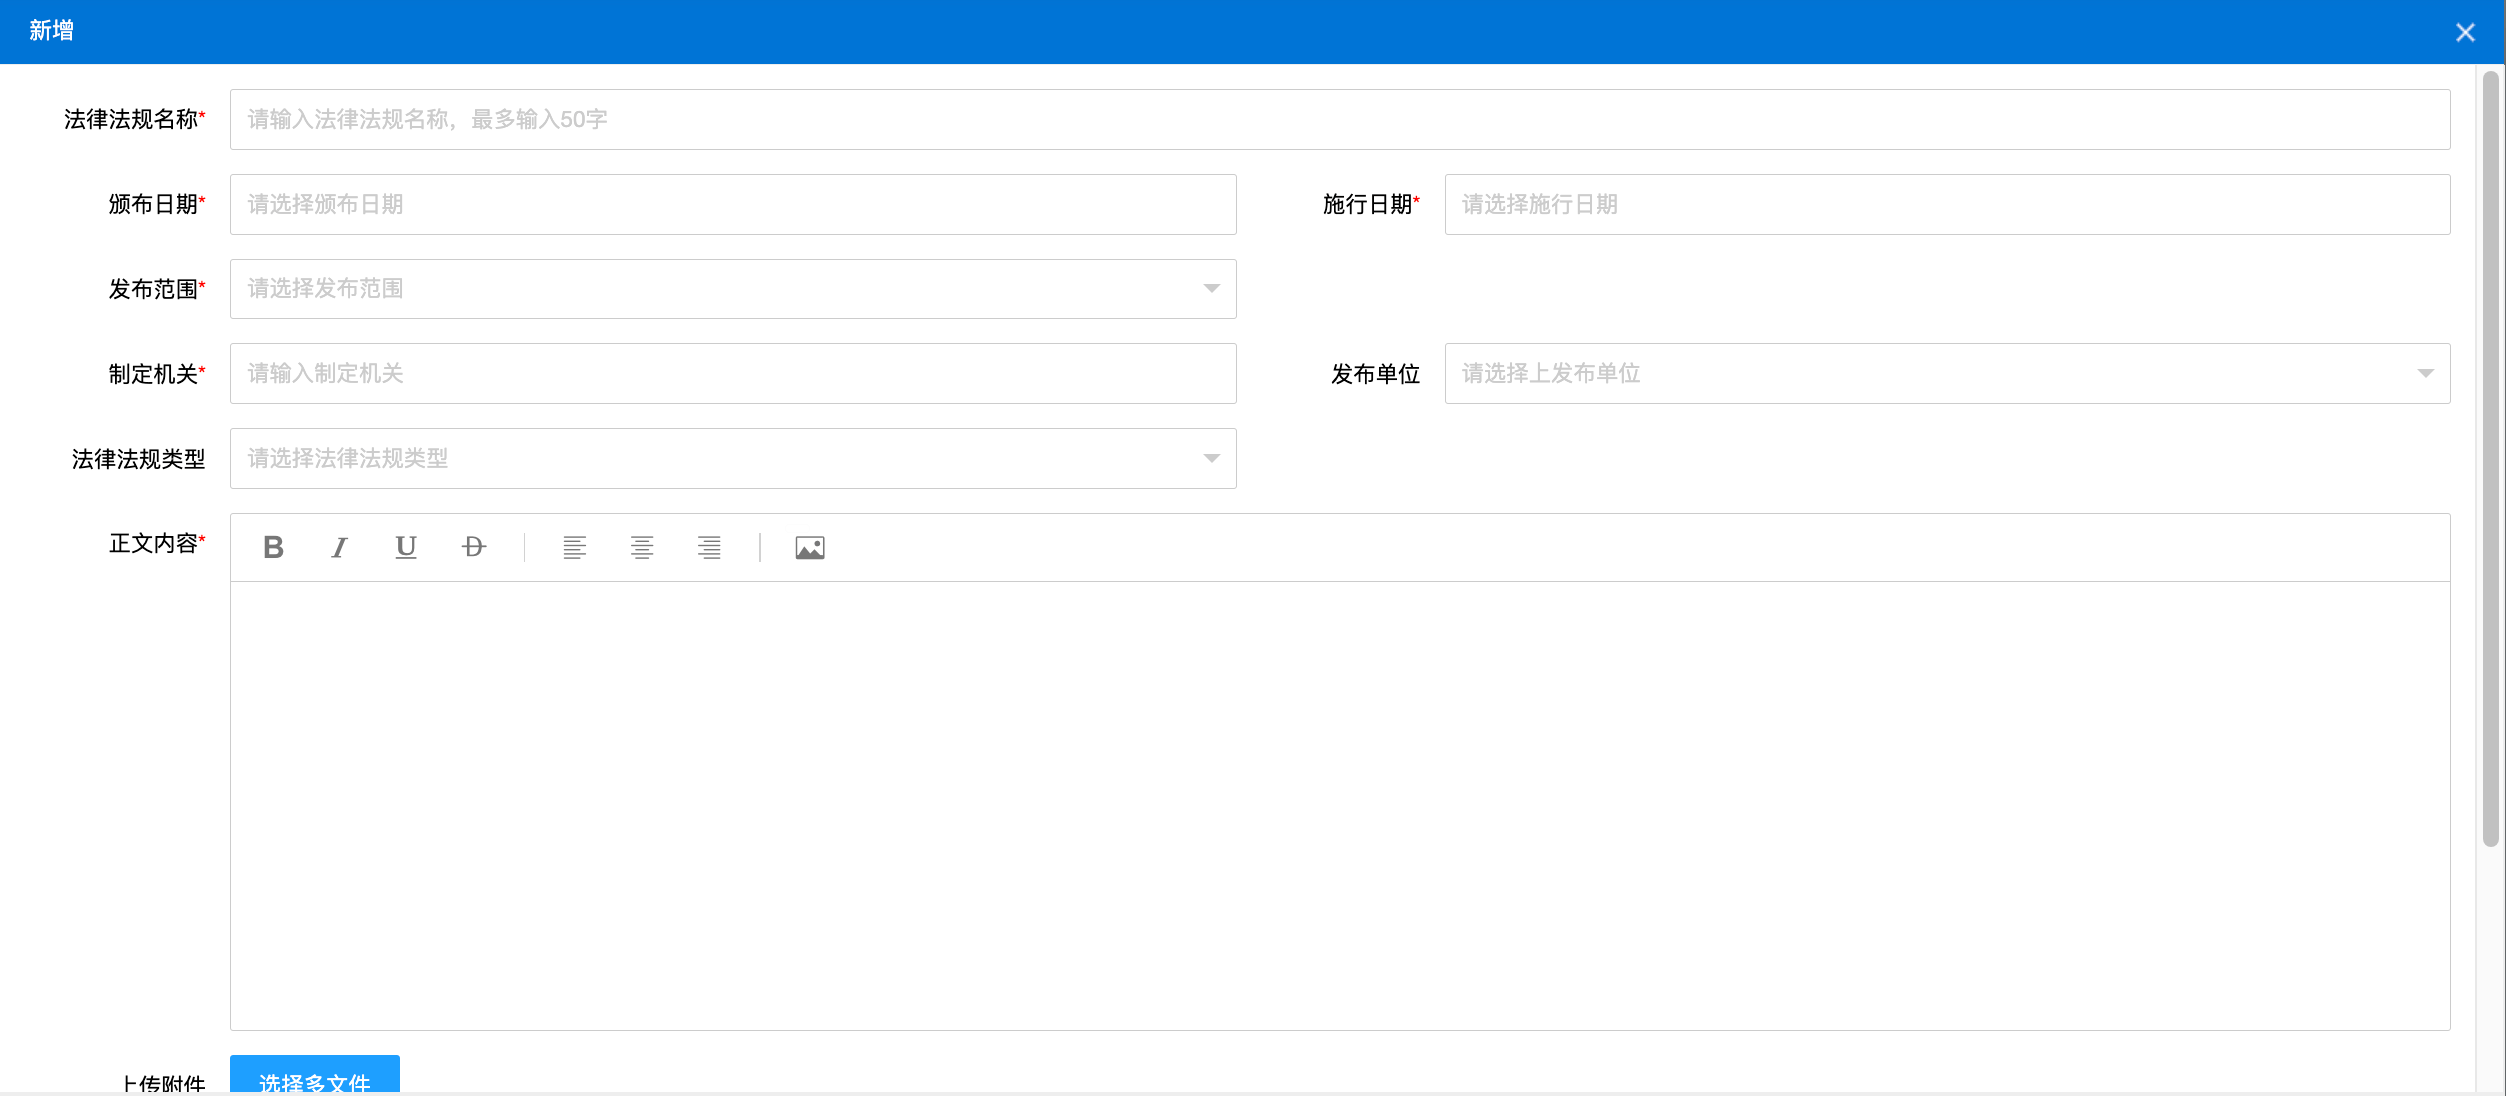 新增
法律法规名称* 请输入法律法规名称，最多输入50字
颁布日期* 请选择颁布日期 施行日期* 请选择施行日期
发布范围* 请选择发布范围
制定机关* 请输入制定机关 发布单位 请选择上发布单位
法律法规类型 请选择法律法规类型
正文内容* B I U D
上传附件 选择多文件